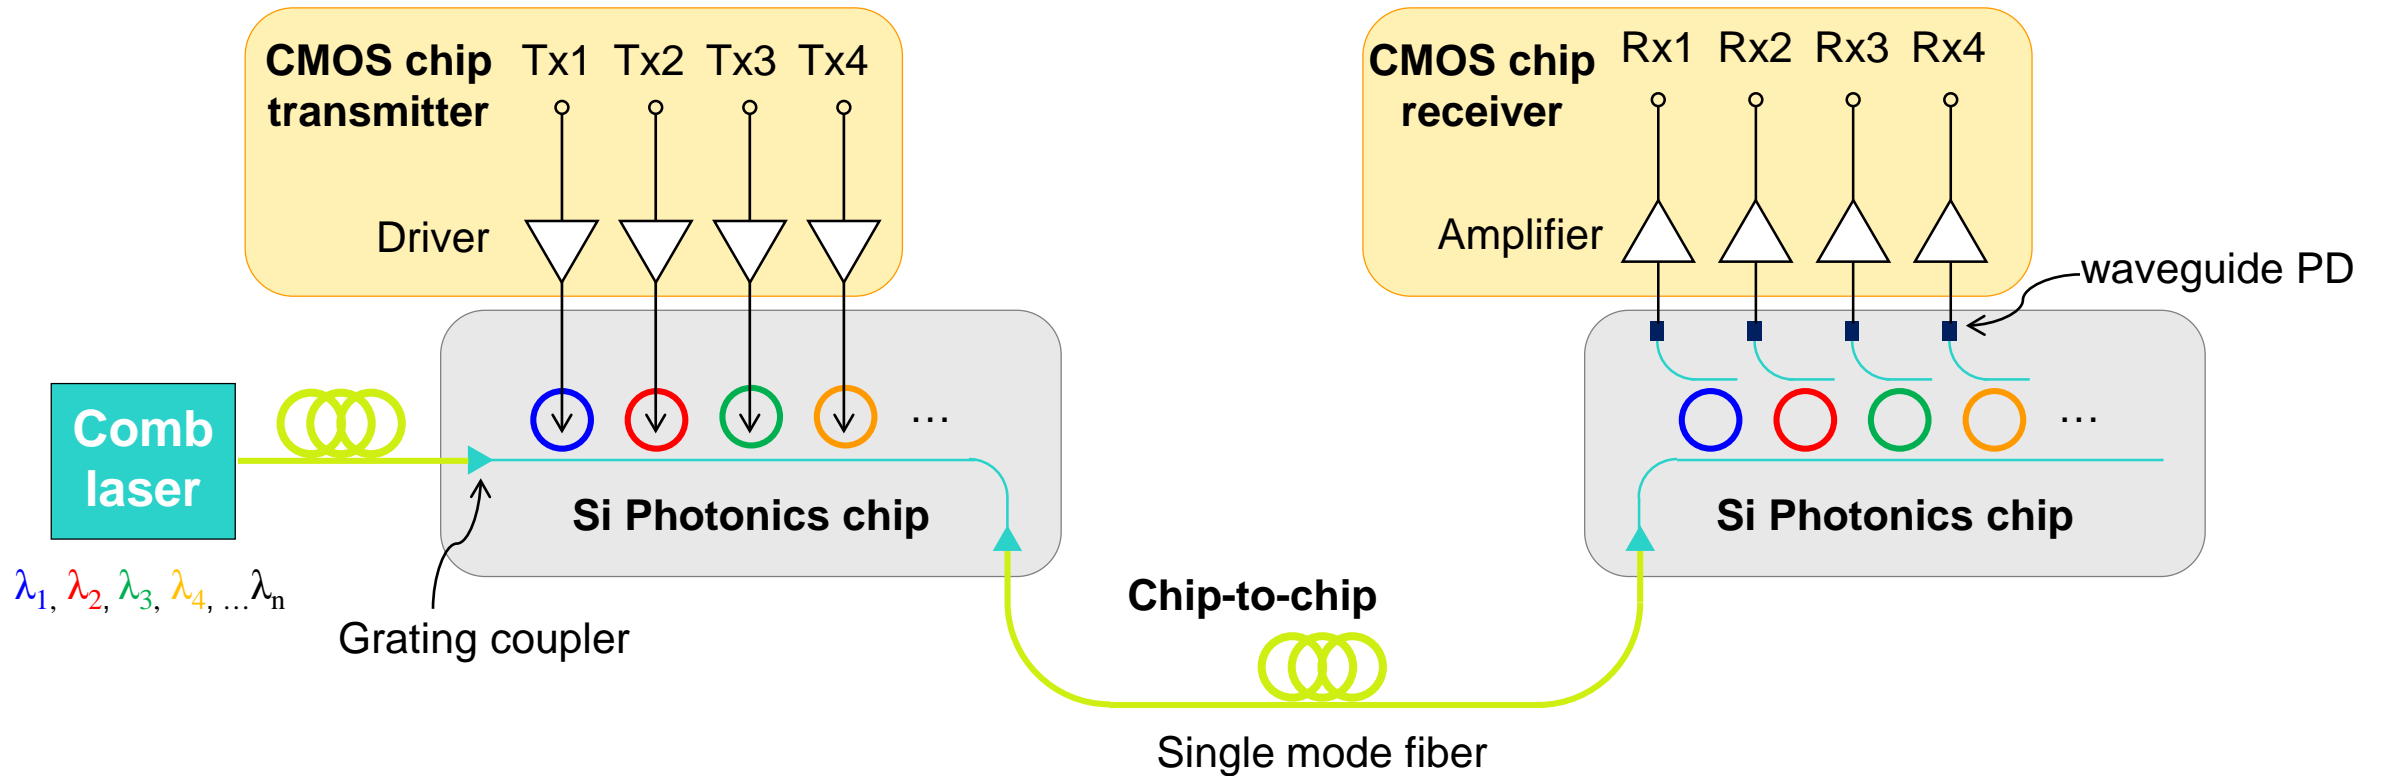 CMOS chip
transmitter
Tx1 Tx2 Tx3 Tx4
Driver
CMOS chip
receiver
Rx1 Rx2 Rx3 Rx4
Amplifier
waveguide PD
Comb
laser
λ1, λ2, λ3, λ4, ...λn
Grating coupler
...
Si Photonics chip
Chip-to-chip
Single mode fiber
...
Si Photonics chip